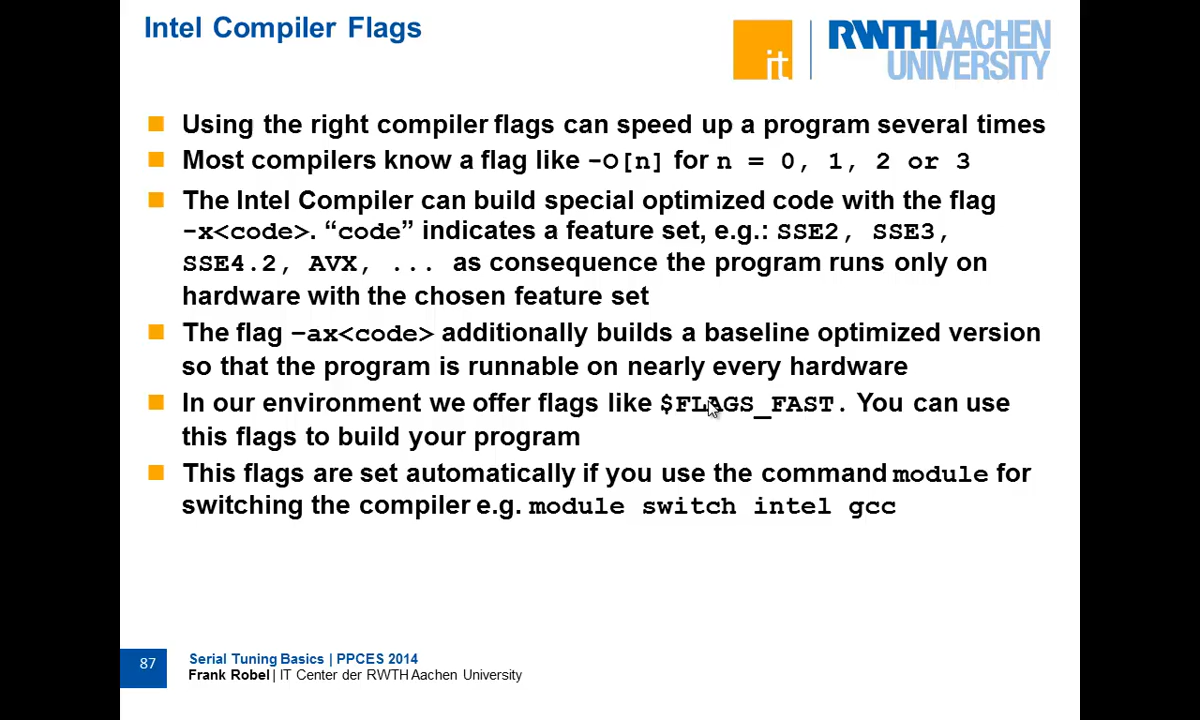 Intel Compiler Flags
it
RWTHAACHEN
UNIVERSITY
Using the right compiler flags can speed up a program several times
Most compilers know a flag like -O[n] for n = 0, 1, 2 or 3
The Intel Compiler can build special optimized code with the flag
-x<code>. “code” indicates a feature set, e.g.: SSE2, SSE3,
SSE4.2, AVX, ... as consequence the program runs only on
hardware with the chosen feature set
The flag –ax<code> additionally builds a baseline optimized version
so that the program is runnable on nearly every hardware
In our environment we offer flags like $FLAGS_FAST. You can use
this flags to build your program
This flags are set automatically if you use the command module for
switching the compiler e.g. module switch intel gcc
87
Serial Tuning Basics | PPCES 2014
Frank Robel | IT Center der RWTH Aachen University